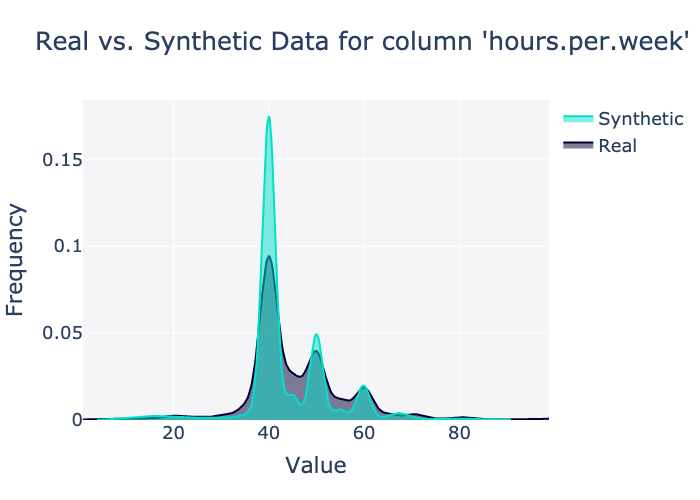 Real vs. Synthetic Data for column 'hours.per.week'
Synthetic
Real
0.15
0.1
0.05
0
20 40 60 80
Frequency
Value